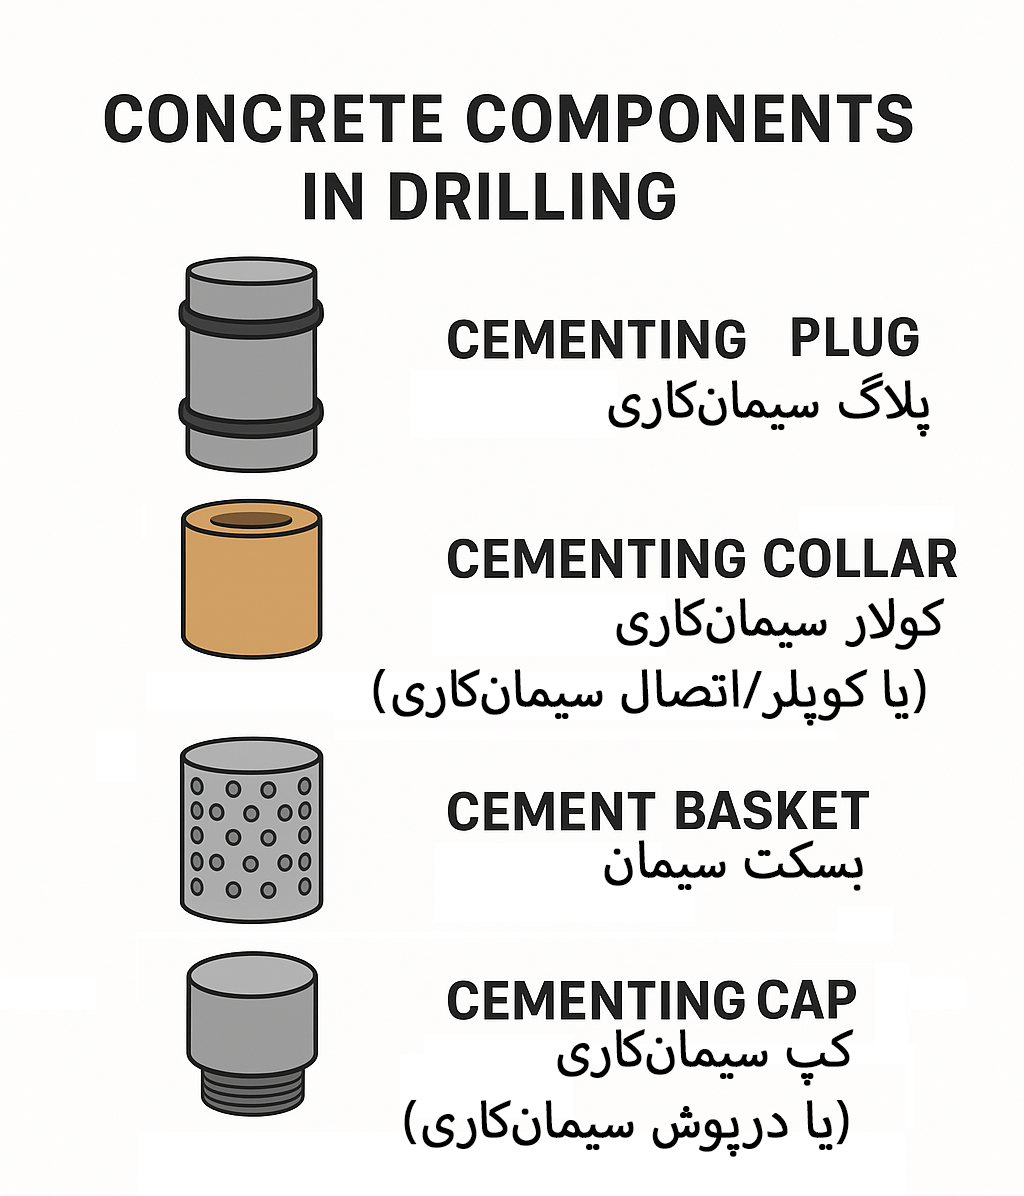 CONCRETE COMPONENTS
IN DRILLING
CEMENTING PLUG
پلاگ سیمان‌کاری
CEMENTING COLLAR
کولار سیمان‌کاری
(یا کوپلر/اتصال سیمان‌کاری)
CEMENT BASKET
بسکت سیمان
CEMENTING CAP
کپ سیمان‌کاری
(یا درپوش سیمان‌کاری)